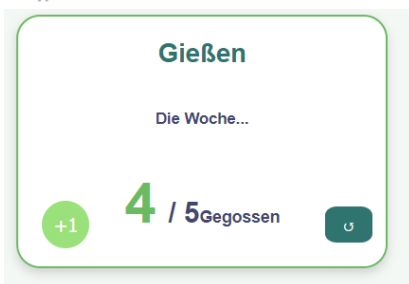 Gießen
Die Woche...
+1
4 / 5Gegossen
↺